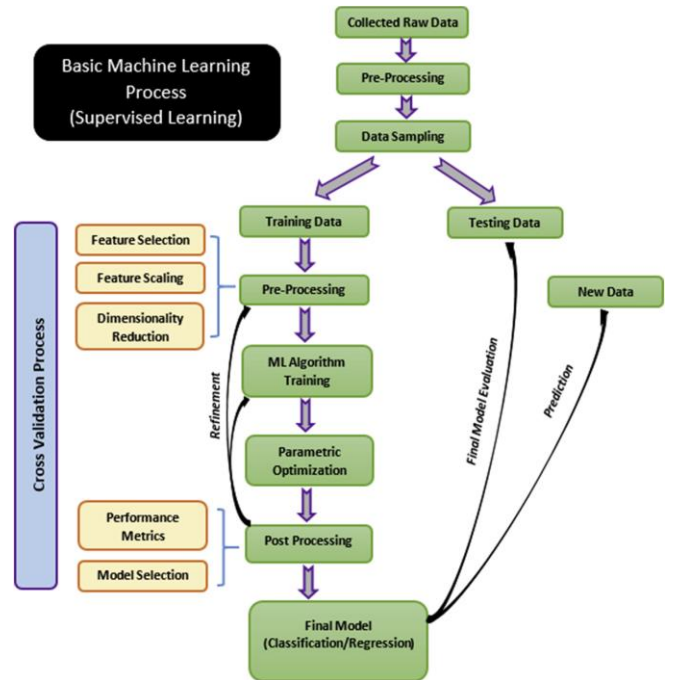 Collected Raw Data
Basic Machine Learning
Process
(Supervised Learning)
Pre-Processing
Data Sampling
Training Data
Testing Data
Feature Selection
Feature Scaling
Dimensionality
Reduction
Pre-Processing
New Data
ML Algorithm
Training
Refinement
Final Model Evaluation
Prediction
Cross Validation Process
Parametric
Optimization
Performance
Metrics
Model Selection
Post Processing
Final Model
(Classification/Regression)